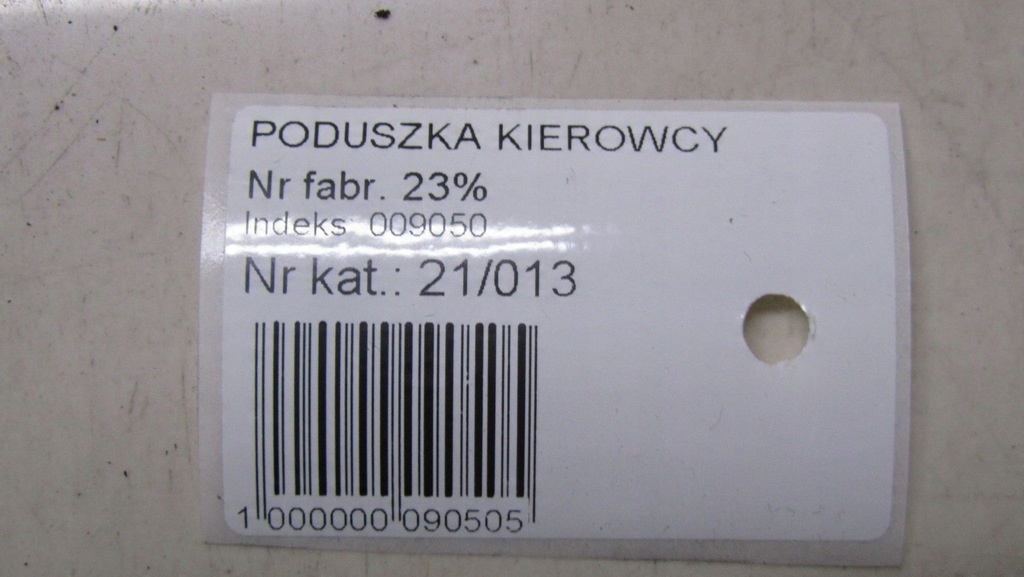 PODUSZKA KIEROWCY
Nr fabr. 23%
Indeks: 009050
Nr kat.: 21/013
1 000000 090505